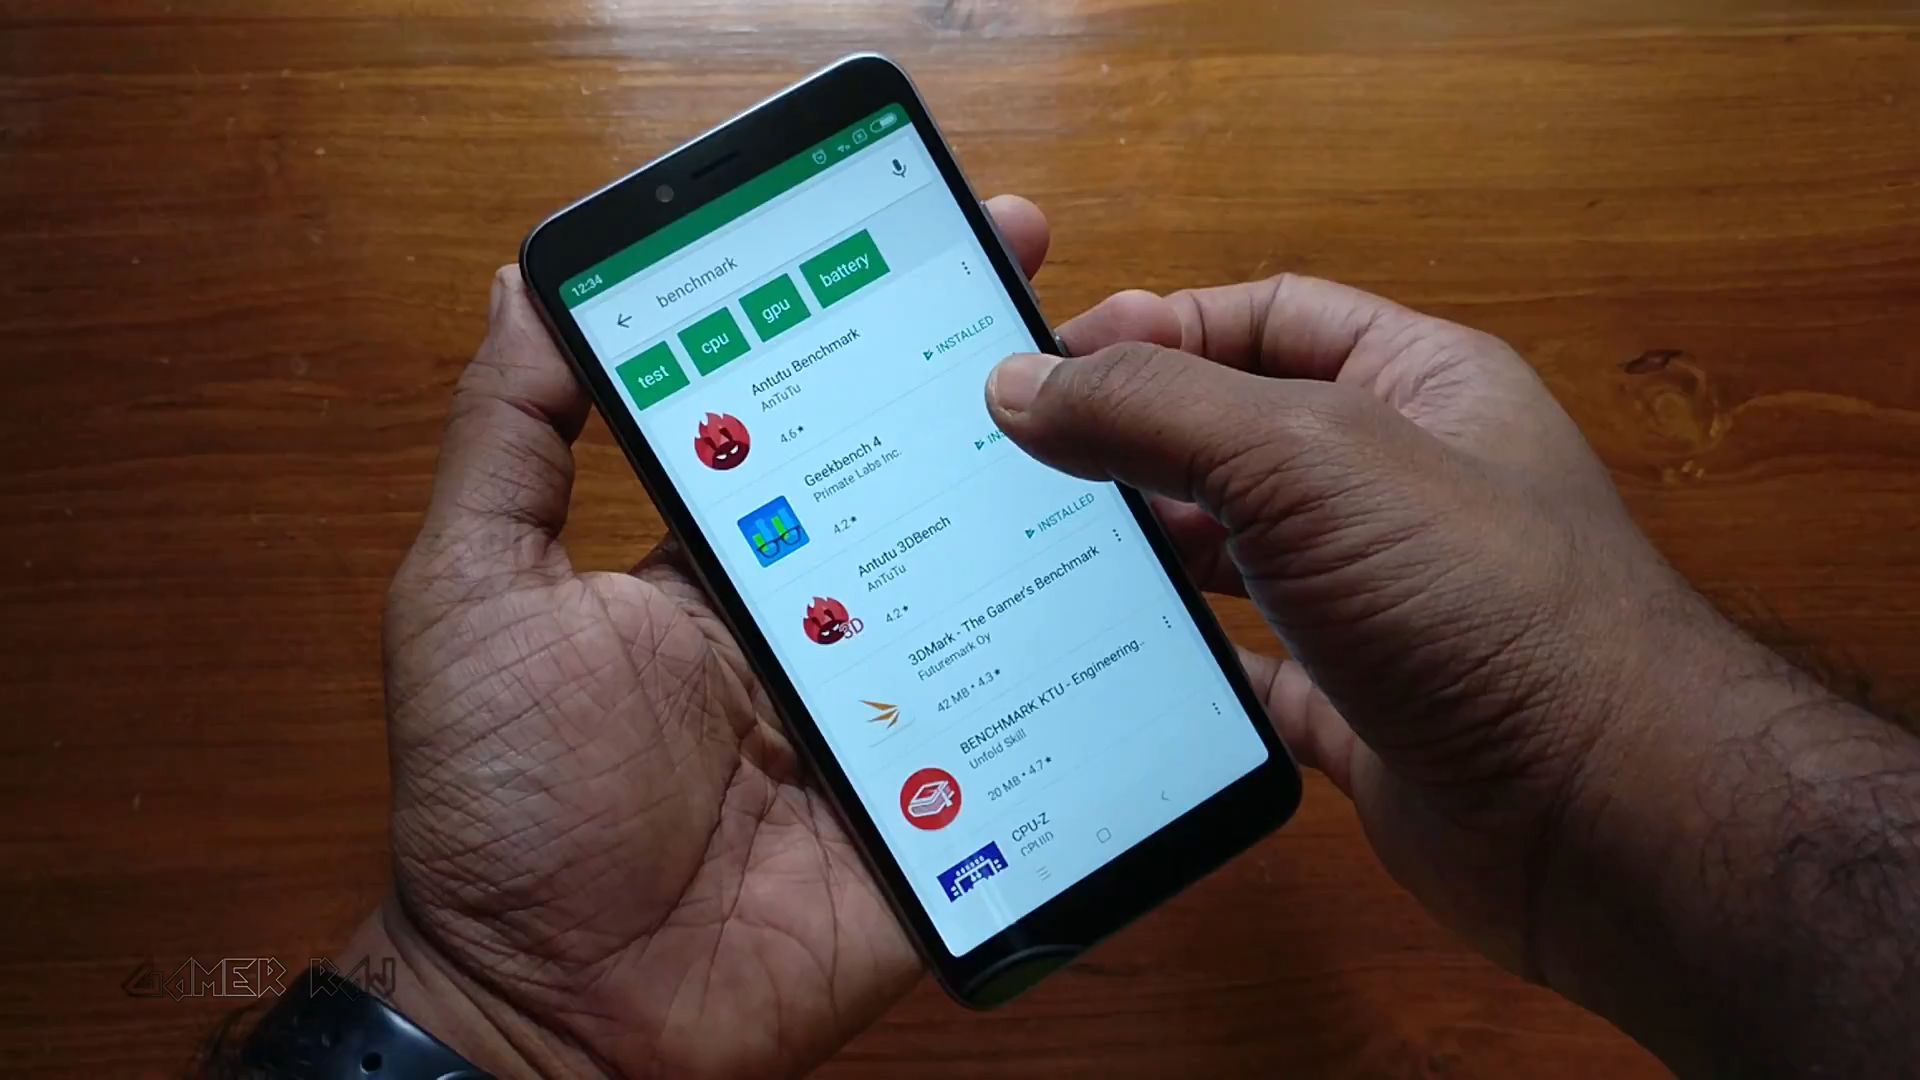 12:34
benchmark
test cpu gpu battery
Antutu Benchmark
AnTuTu
INSTALLED
4.6★
Geekbench 4
Primate Labs Inc.
4.2★
Antutu 3DBench
AnTuTu
INSTALLED
4.2★
3D
3DMark - The Gamer's Benchmark
Futuremark Oy
42 MB • 4.3★
BENCHMARK KTU - Engineering..
Unfold Skill
20 MB • 4.7★
CPU-Z
CPUID
GAMER RAJ